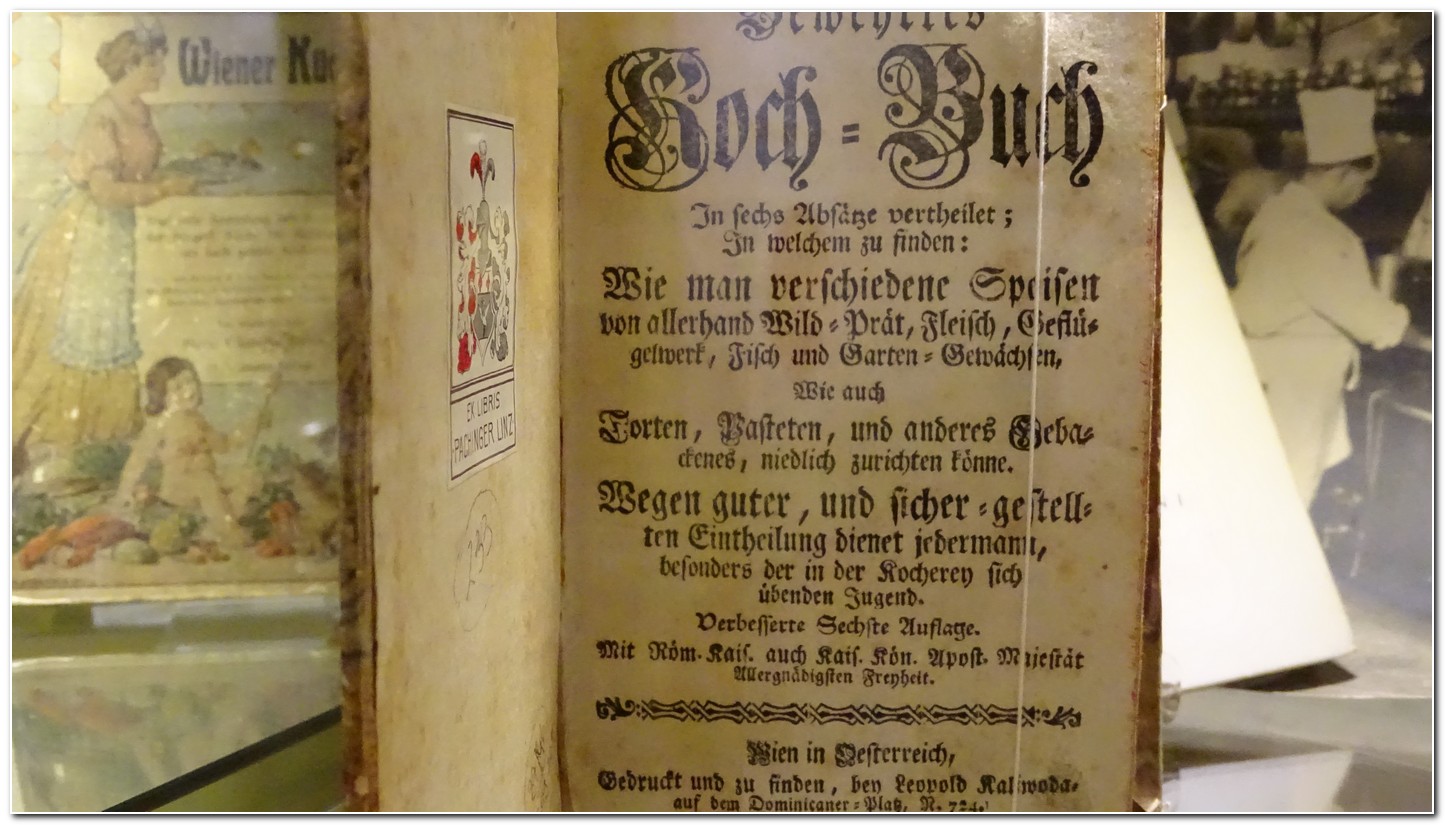 Wiener
EX LIBRIS
PACHINGER LINZ
Bewehrtes
Koch = Buch
In sechs Absätze vertheilet ;
In welchem zu finden :
Wie man verschiedene Speisen
von allerhand Wild = Prät, Fleisch, Geflü=
gelwerk, Fisch und Garten = Gewächsen,
Wie auch
Torten, Pasteten, und anderes Geba=
ckenes, niedlich zurichten könne.
Wegen guter, und sicher = gestell=
ten Eintheilung dienet jedermann,
besonders der in der Kocherey sich
übenden Jugend.
Verbesserte Sechste Auflage.
Mit Röm. Kais. auch Kais. Kön. Apost. Majestät
Allergnädigsten Freyheit.
Wien in Oesterreich,
Gedruckt und zu finden, bey Leopold Kaliwoda,
auf dem Dominicaner = Platz, N. 724.